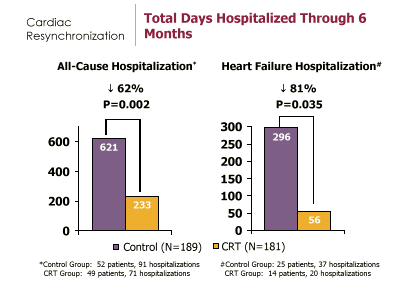 Cardiac
Resynchronization
Total Days Hospitalized Through 6
Months
All-Cause Hospitalization*
↓ 62%
P=0.002
600
400
200
0
621
233
Heart Failure Hospitalization#
↓ 81%
P=0.035
300
250
200
150
100
50
0
296
56
Control (N=189) CRT (N=181)
*Control Group: 52 patients, 91 hospitalizations
CRT Group: 49 patients, 71 hospitalizations
#Control Group: 25 patients, 37 hospitalizations
CRT Group: 14 patients, 20 hospitalizations